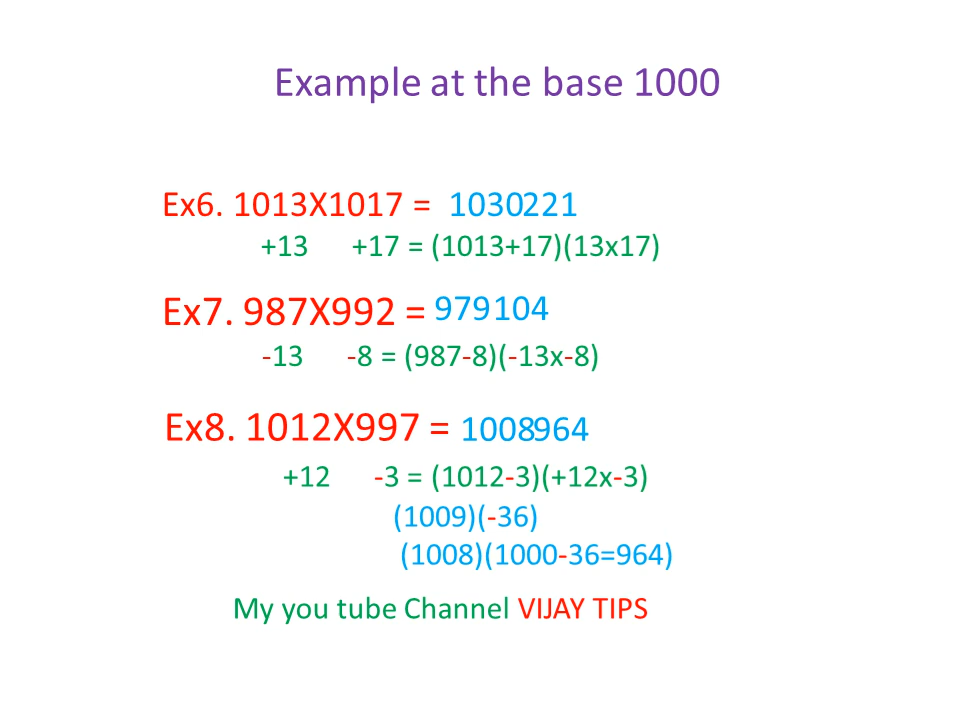 Example at the base 1000
Ex6. 1013X1017 = 1030221
+13 +17 = (1013+17)(13x17)
Ex7. 987X992 = 979104
-13 -8 = (987-8)(-13x-8)
Ex8. 1012X997 = 1008964
+12 -3 = (1012-3)(+12x-3)
(1009)(-36)
(1008)(1000-36=964)
My you tube Channel VIJAY TIPS